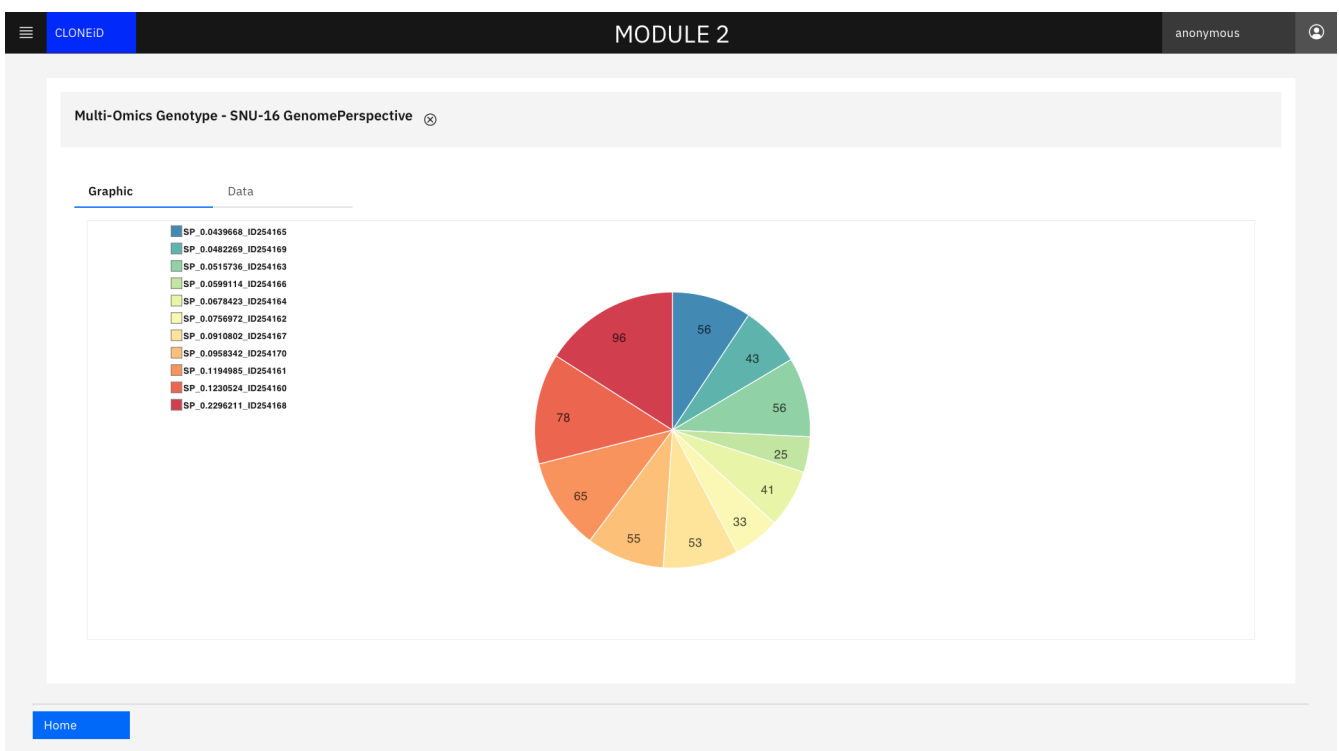 CLONEiD
MODULE 2
anonymous
Multi-Omics Genotype - SNU-16 GenomePerspective
Graphic
Data
SP_0.0439668_ID254165
SP_0.0482269_ID254169
SP_0.0515736_ID254163
SP_0.0599114_ID254166
SP_0.0678423_ID254164
SP_0.0756972_ID254162
SP_0.0910802_ID254167
SP_0.0958342_ID254170
SP_0.1194985_ID254161
SP_0.1230524_ID254160
SP_0.2296211_ID254168
56
43
56
25
41
33
53
55
65
78
96
Home